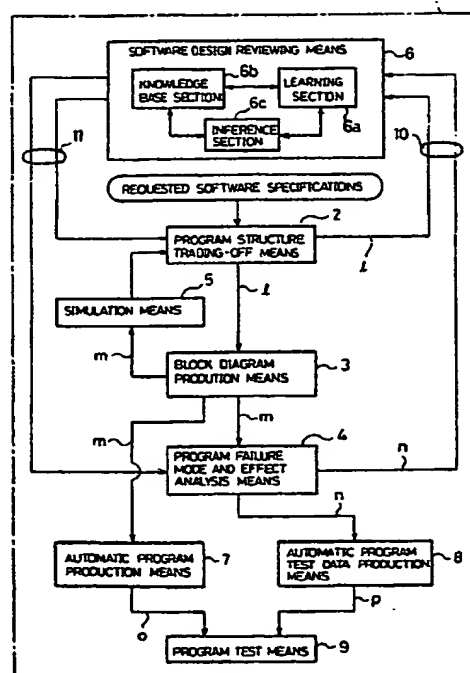 SOFTWARE DESIGN REVIEWING MEANS
6
KNOWLEDGE
BASE SECTION
6b
LEARNING
SECTION
6a
6c
INFERENCE
SECTION
11
10
REQUESTED SOFTWARE SPECIFICATIONS
2
PROGRAM STRUCTURE
TRADING-OFF MEANS
l
5
SIMULATION MEANS
l
m
BLOCK DIAGRAM
PRODUTION MEANS
3
m
m
4
PROGRAM FAILURE
MODE AND EFFECT
ANALYSIS MEANS
n
n
AUTOMATIC PROGRAM
PRODUCTION MEANS
7
AUTOMATIC PROGRAM
TEST DATA PRODUCTION
MEANS
8
o
p
PROGRAM TEST MEANS
9